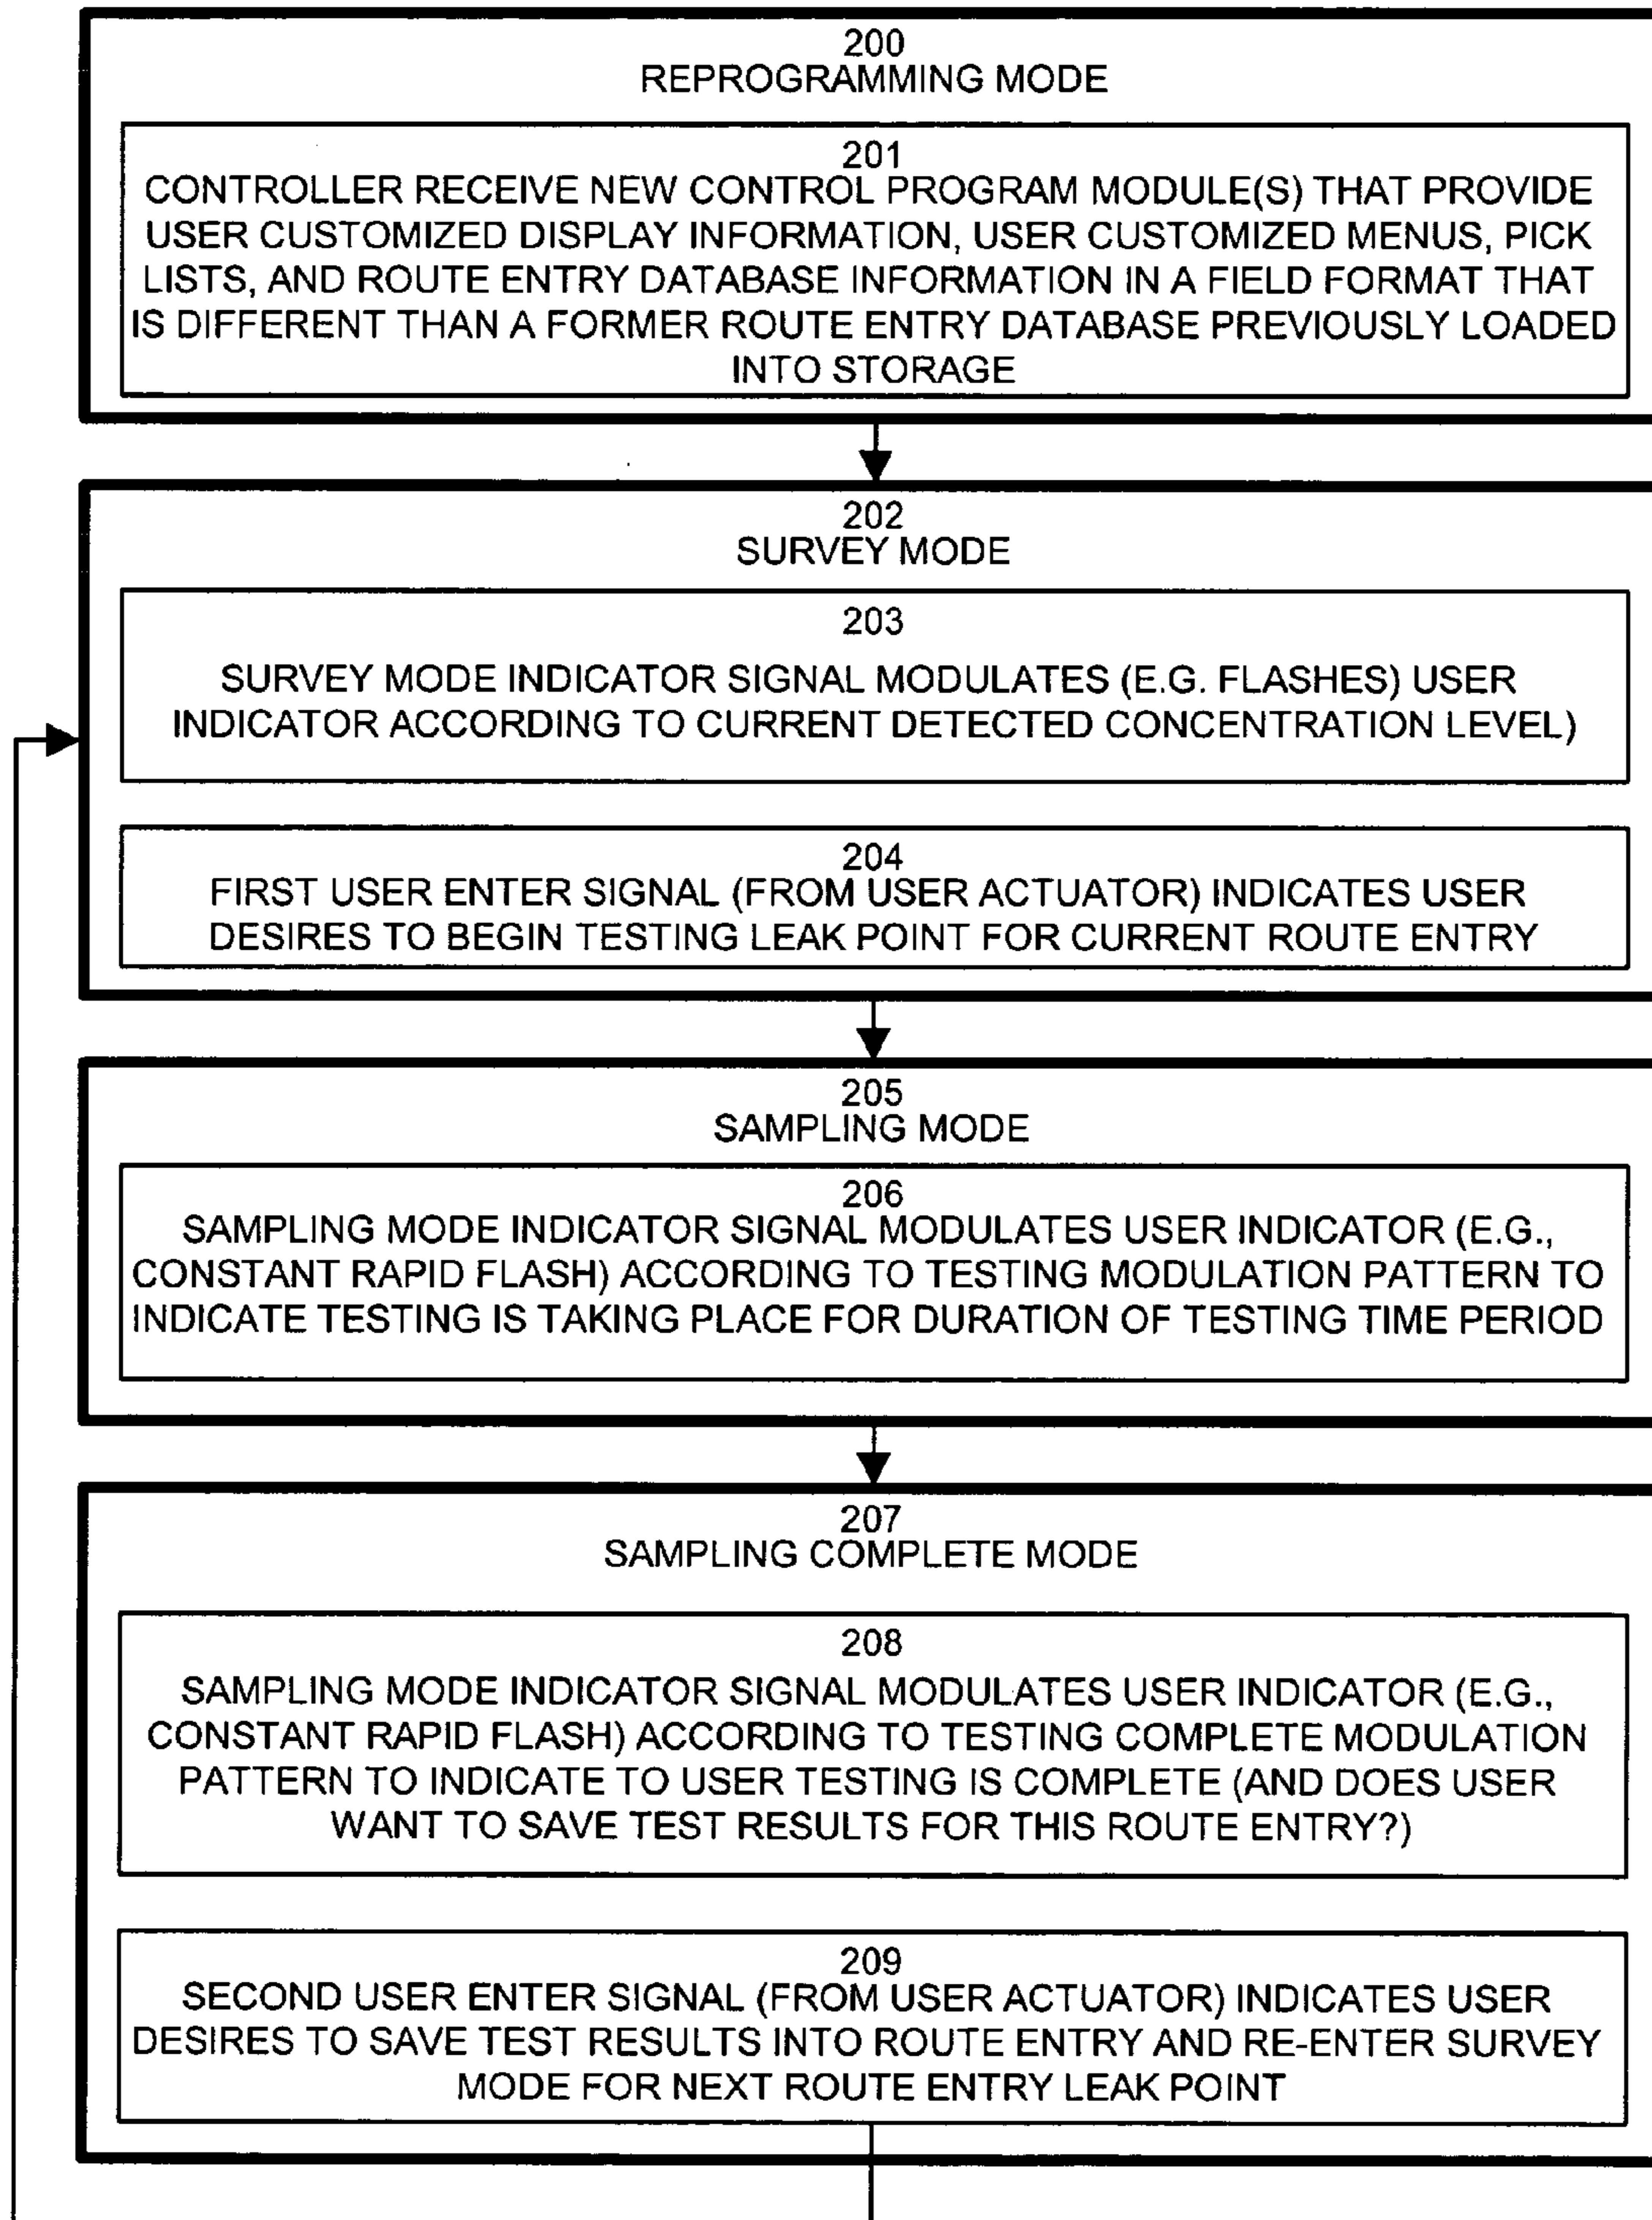 200
REPROGRAMMING MODE
201
CONTROLLER RECEIVE NEW CONTROL PROGRAM MODULE(S) THAT PROVIDE
USER CUSTOMIZED DISPLAY INFORMATION, USER CUSTOMIZED MENUS, PICK
LISTS, AND ROUTE ENTRY DATABASE INFORMATION IN A FIELD FORMAT THAT
IS DIFFERENT THAN A FORMER ROUTE ENTRY DATABASE PREVIOUSLY LOADED
INTO STORAGE
202
SURVEY MODE
203
SURVEY MODE INDICATOR SIGNAL MODULATES (E.G. FLASHES) USER
INDICATOR ACCORDING TO CURRENT DETECTED CONCENTRATION LEVEL)
204
FIRST USER ENTER SIGNAL (FROM USER ACTUATOR) INDICATES USER
DESIRES TO BEGIN TESTING LEAK POINT FOR CURRENT ROUTE ENTRY
205
SAMPLING MODE
206
SAMPLING MODE INDICATOR SIGNAL MODULATES USER INDICATOR (E.G.,
CONSTANT RAPID FLASH) ACCORDING TO TESTING MODULATION PATTERN TO
INDICATE TESTING IS TAKING PLACE FOR DURATION OF TESTING TIME PERIOD
207
SAMPLING COMPLETE MODE
208
SAMPLING MODE INDICATOR SIGNAL MODULATES USER INDICATOR (E.G.,
CONSTANT RAPID FLASH) ACCORDING TO TESTING COMPLETE MODULATION
PATTERN TO INDICATE TO USER TESTING IS COMPLETE (AND DOES USER
WANT TO SAVE TEST RESULTS FOR THIS ROUTE ENTRY?)
209
SECOND USER ENTER SIGNAL (FROM USER ACTUATOR) INDICATES USER
DESIRES TO SAVE TEST RESULTS INTO ROUTE ENTRY AND RE-ENTER SURVEY
MODE FOR NEXT ROUTE ENTRY LEAK POINT